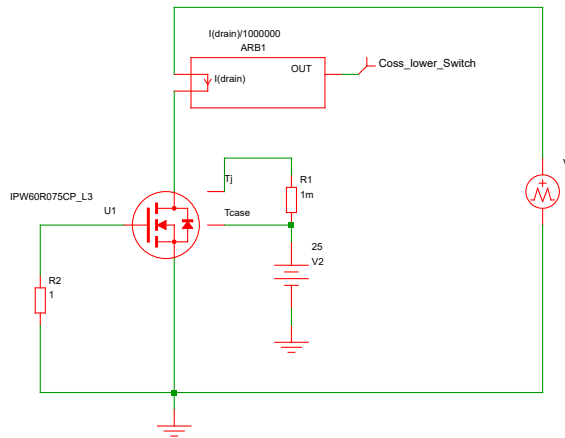 I(drain)/1000000
ARB1
OUT
Coss_lower_Switch
I(drain)
Tj
R1
1m
IPW60R075CP_L3
U1
Tcase
25
V2
R2
1